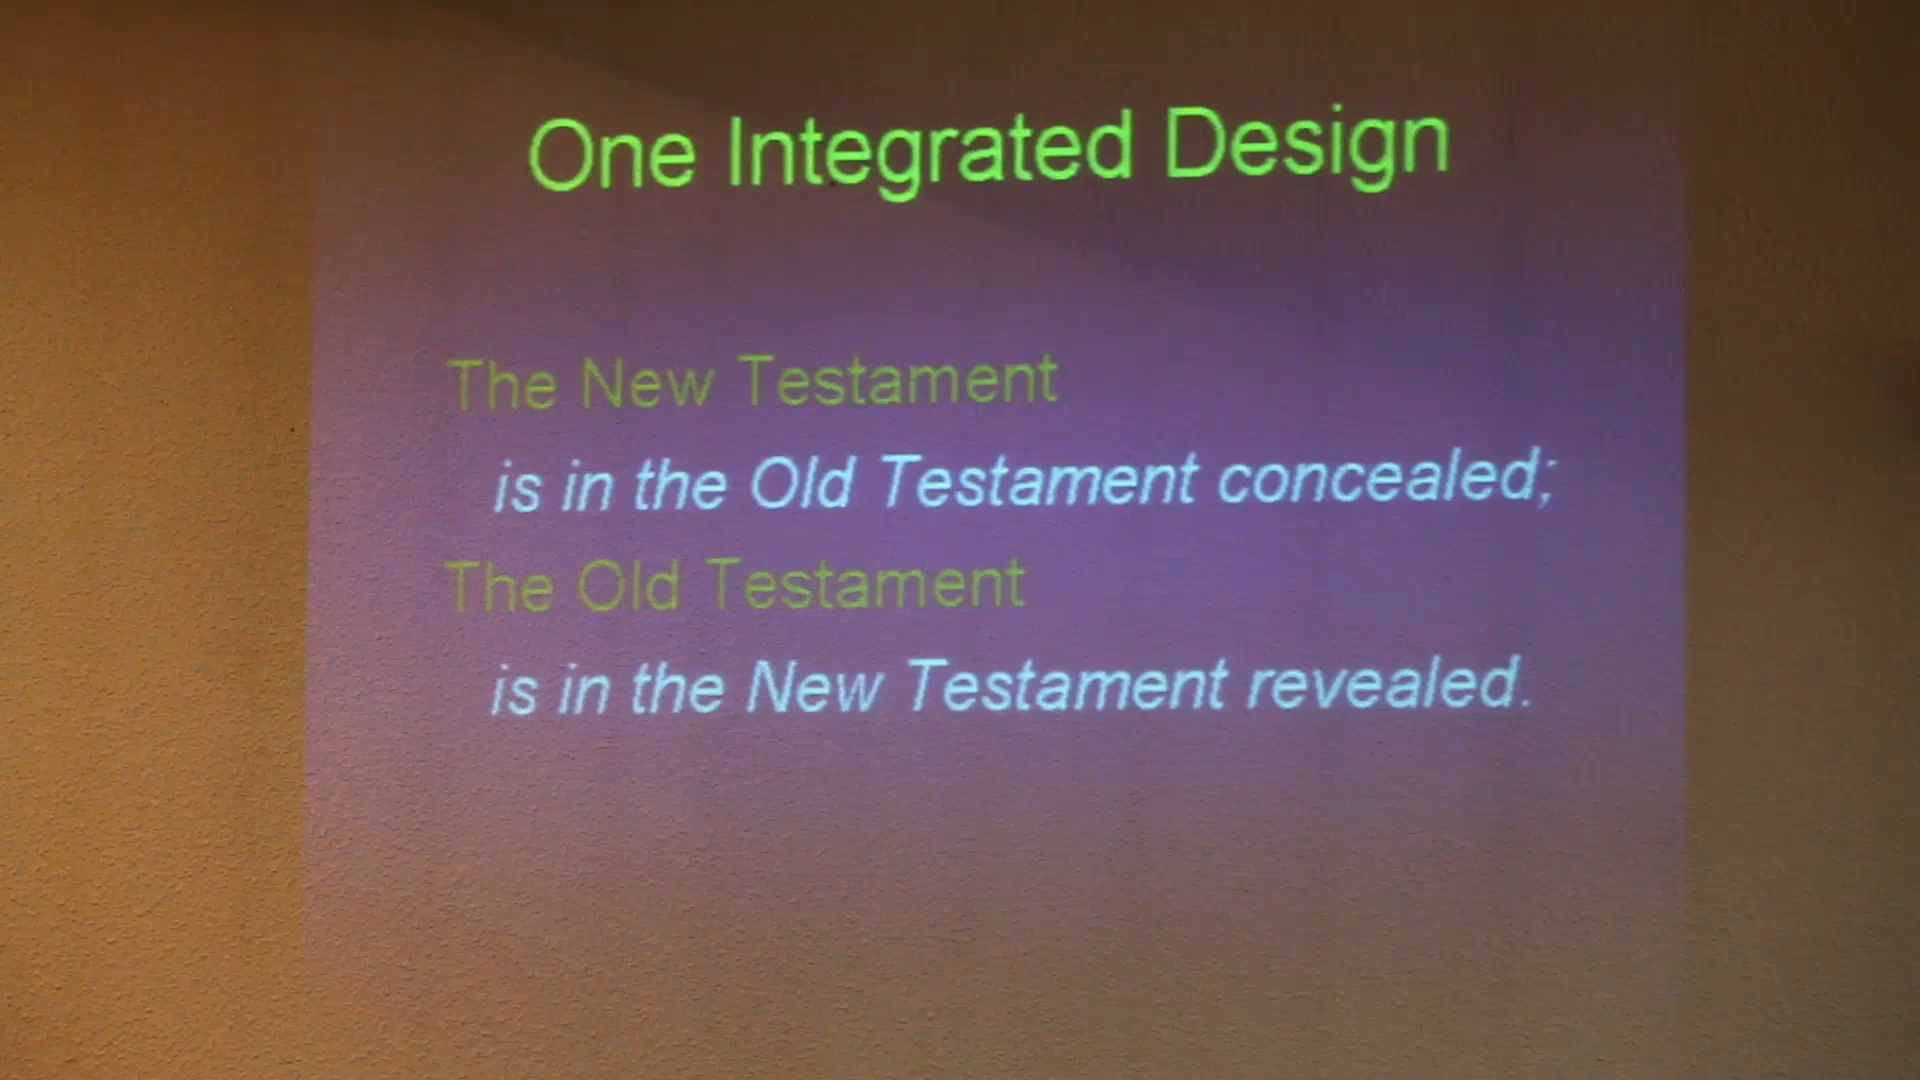 One Integrated Design
The New Testament
is in the Old Testament concealed;
The Old Testament
is in the New Testament revealed.